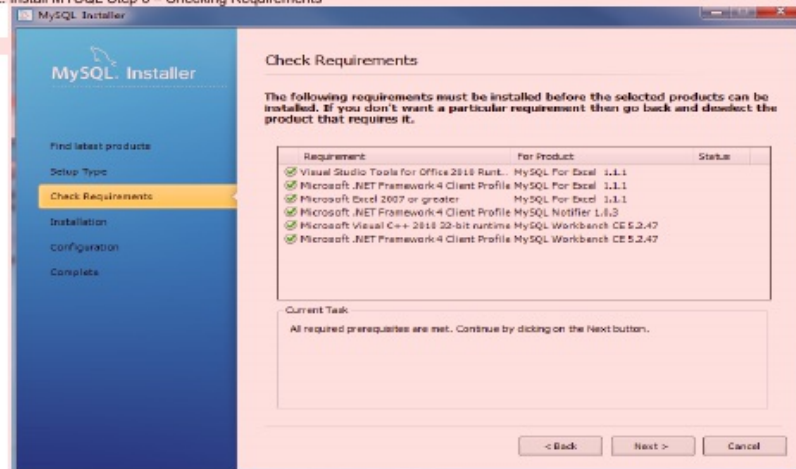 Install MYSQL Step 6 – Checking Requirements
MySQL Installer
MySQL. Installer
Check Requirements
The following requirements must be installed before the selected products can be
installed. If you don't want a particular requirement then go back and deselect the
product that requires it.
Find latest products
Setup Type
Check Requirements
Installation
Configuration
Complete
Requirement For Product Status
Visual Studio Tools for Office 2010 Runt... MySQL For Excel 1.1.1
Microsoft .NET Framework 4 Client Profile MySQL For Excel 1.1.1
Microsoft Excel 2007 or greater MySQL For Excel 1.1.1
Microsoft .NET Framework 4 Client Profile MySQL Notifier 1.0.3
Microsoft Visual C++ 2010 32-bit runtime MySQL Workbench CE 5.2.47
Microsoft .NET Framework 4 Client Profile MySQL Workbench CE 5.2.47
Current Task
All required prerequisites are met. Continue by clicking on the Next button.
< Back Next > Cancel